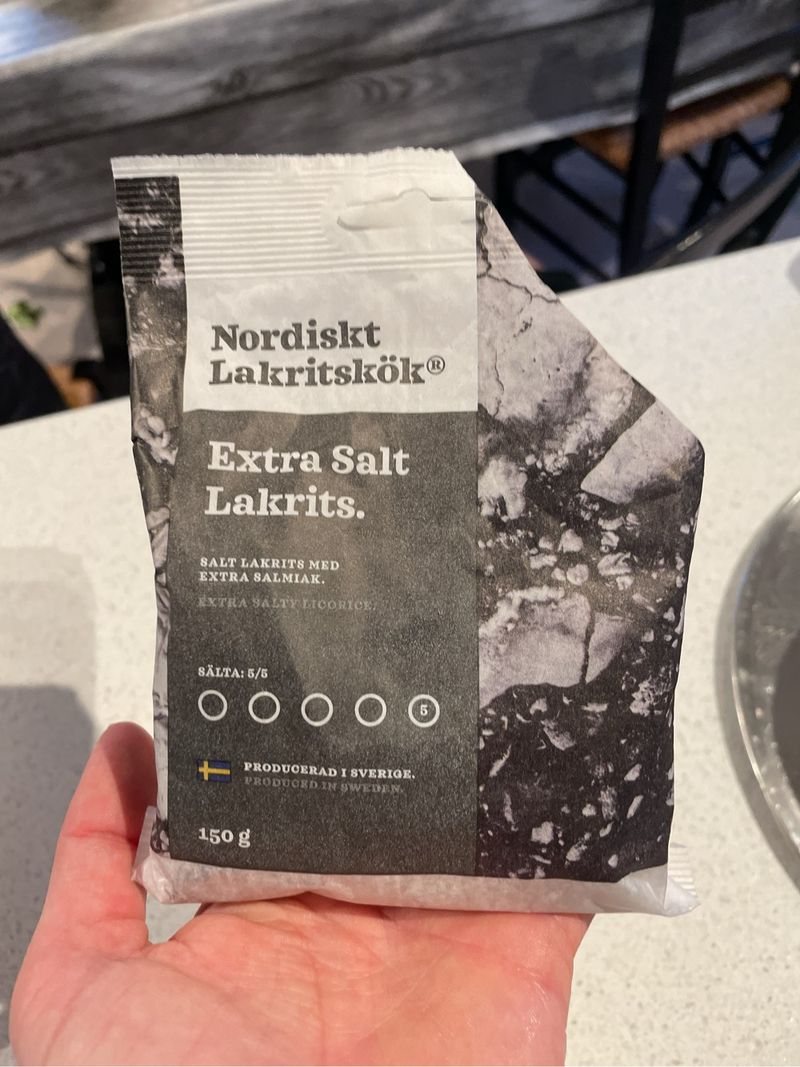 Nordiskt
Lakritskök®
Extra Salt
Lakrits.
SALT LAKRITS MED
EXTRA SALMIAK.
EXTRA SALTY LICORICE.
SÄLTA: 5/5
5
PRODUCERAD I SVERIGE.
PRODUCED IN SWEDEN.
150 g